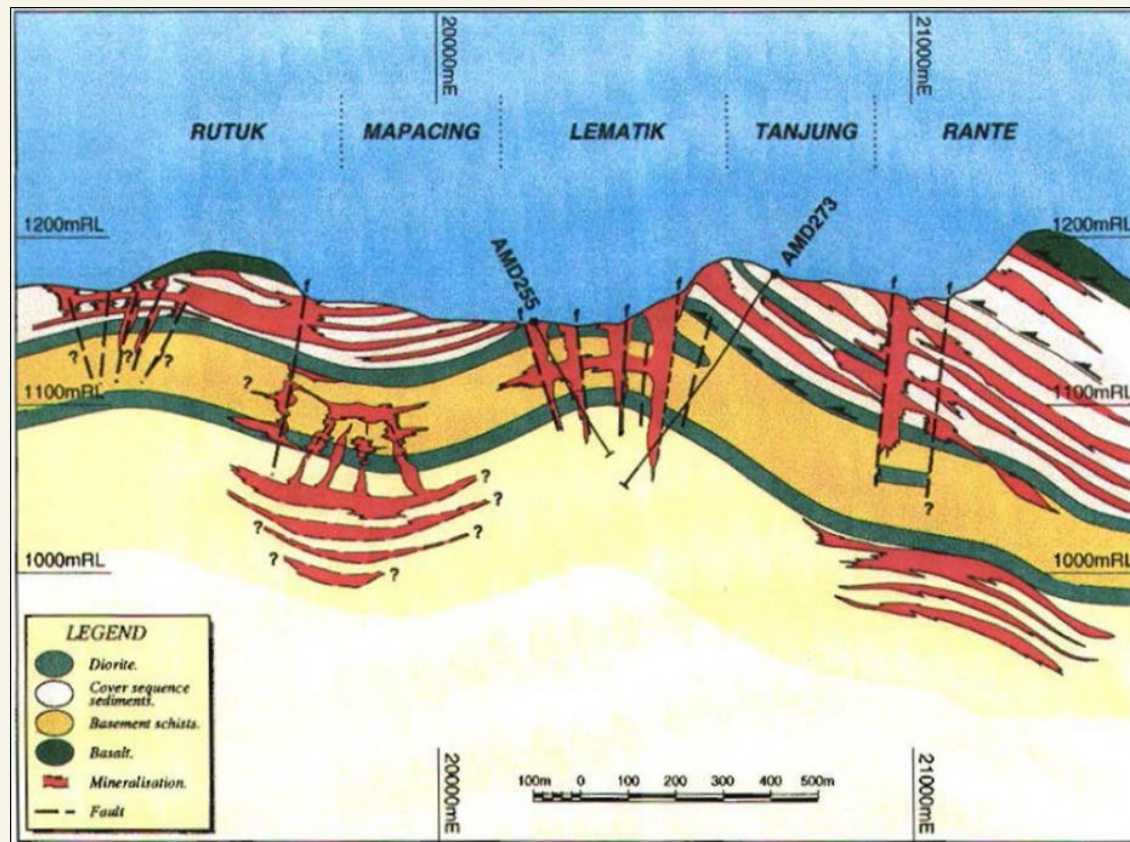 20000mE
21000mE
RUTUK
MAPACING
LEMATIK
TANJUNG
RANTE
1200mRL
1200mRL
AMD255
AMD273
f
f
f
f
f
f
f
?
?
?
?
1100mRL
1100mRL
?
?
?
?
?
?
?
1000mRL
1000mRL
LEGEND
Diorite.
Cover sequence
sediments.
Basement schists.
Basalt.
Mineralisation.
Fault
20000mE
21000mE
100m 0 100 200 300 400 500m